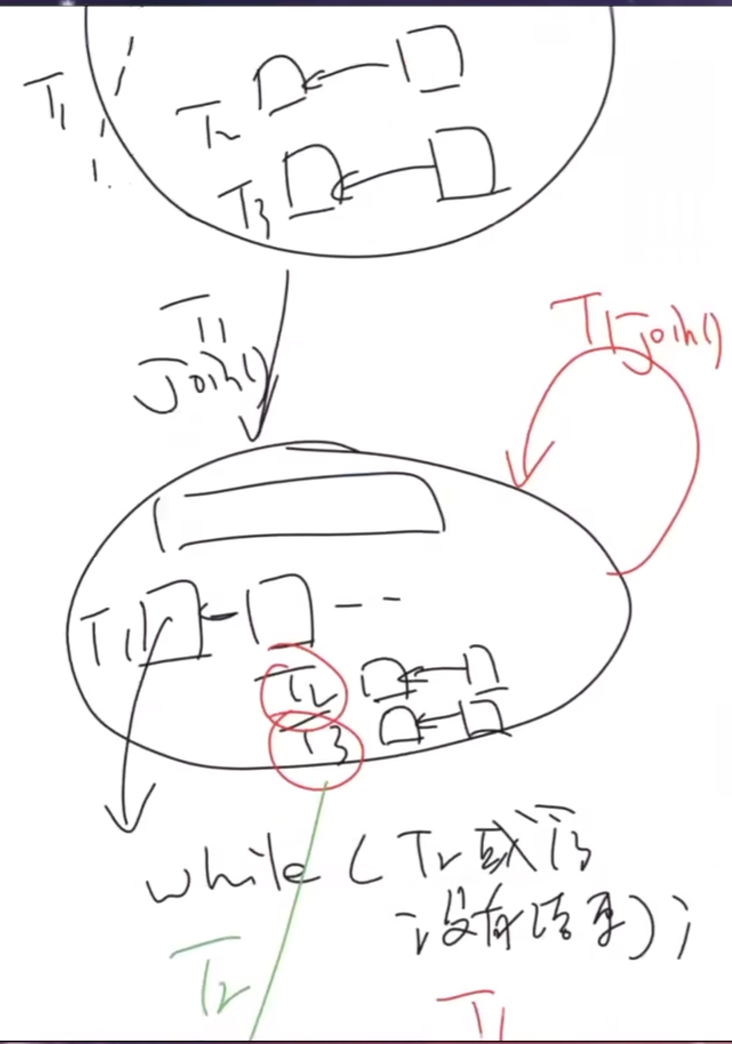 T1
T2
T3
T1
Join()
T1 Join()
T1
T2
T3
while ( T2 或 T3
没有结束 ) ;
T2
T1